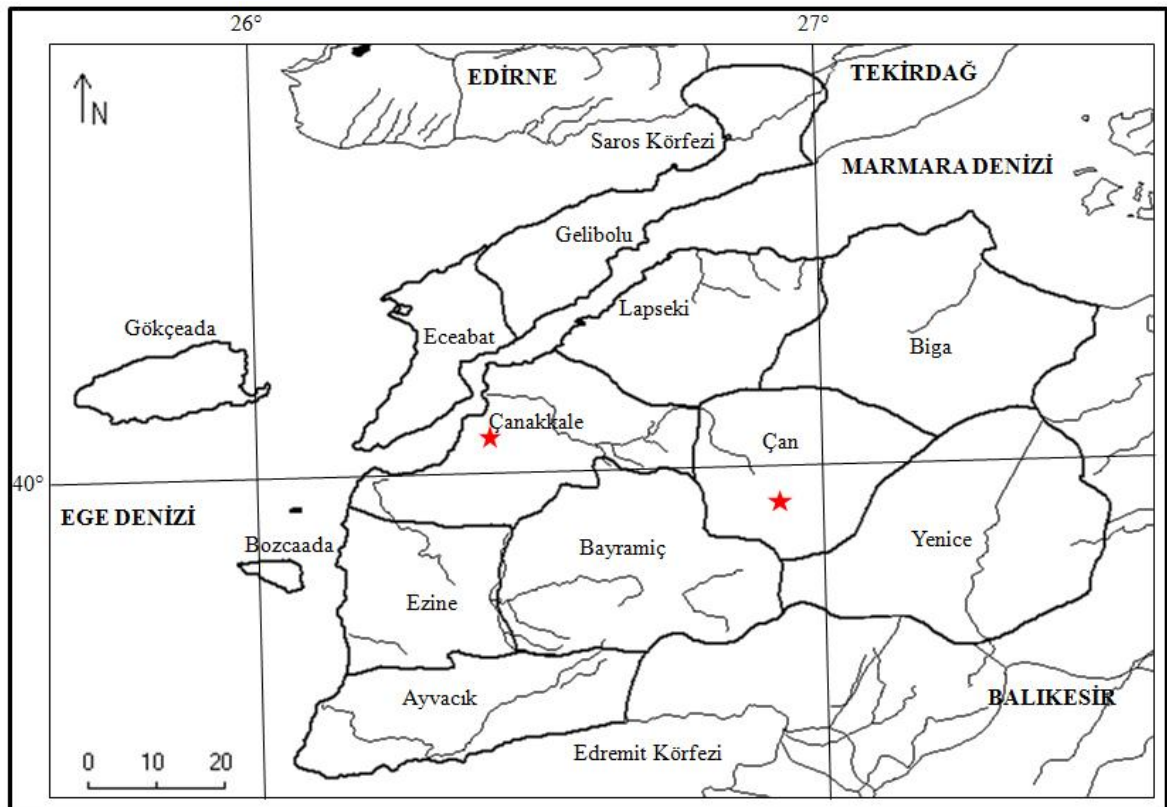 26°
27°
EDİRNE
TEKİRDAĞ
N
Saros Körfezi
MARMARA DENİZİ
Gelibolu
Lapseki
Gökçeada
Eceabat
Biga
Çanakkale
Çan
40°
EGE DENİZİ
Bozcaada
Bayramiç
Yenice
Ezine
Ayvacık
BALIKESİR
Edremit Körfezi
0 10 20